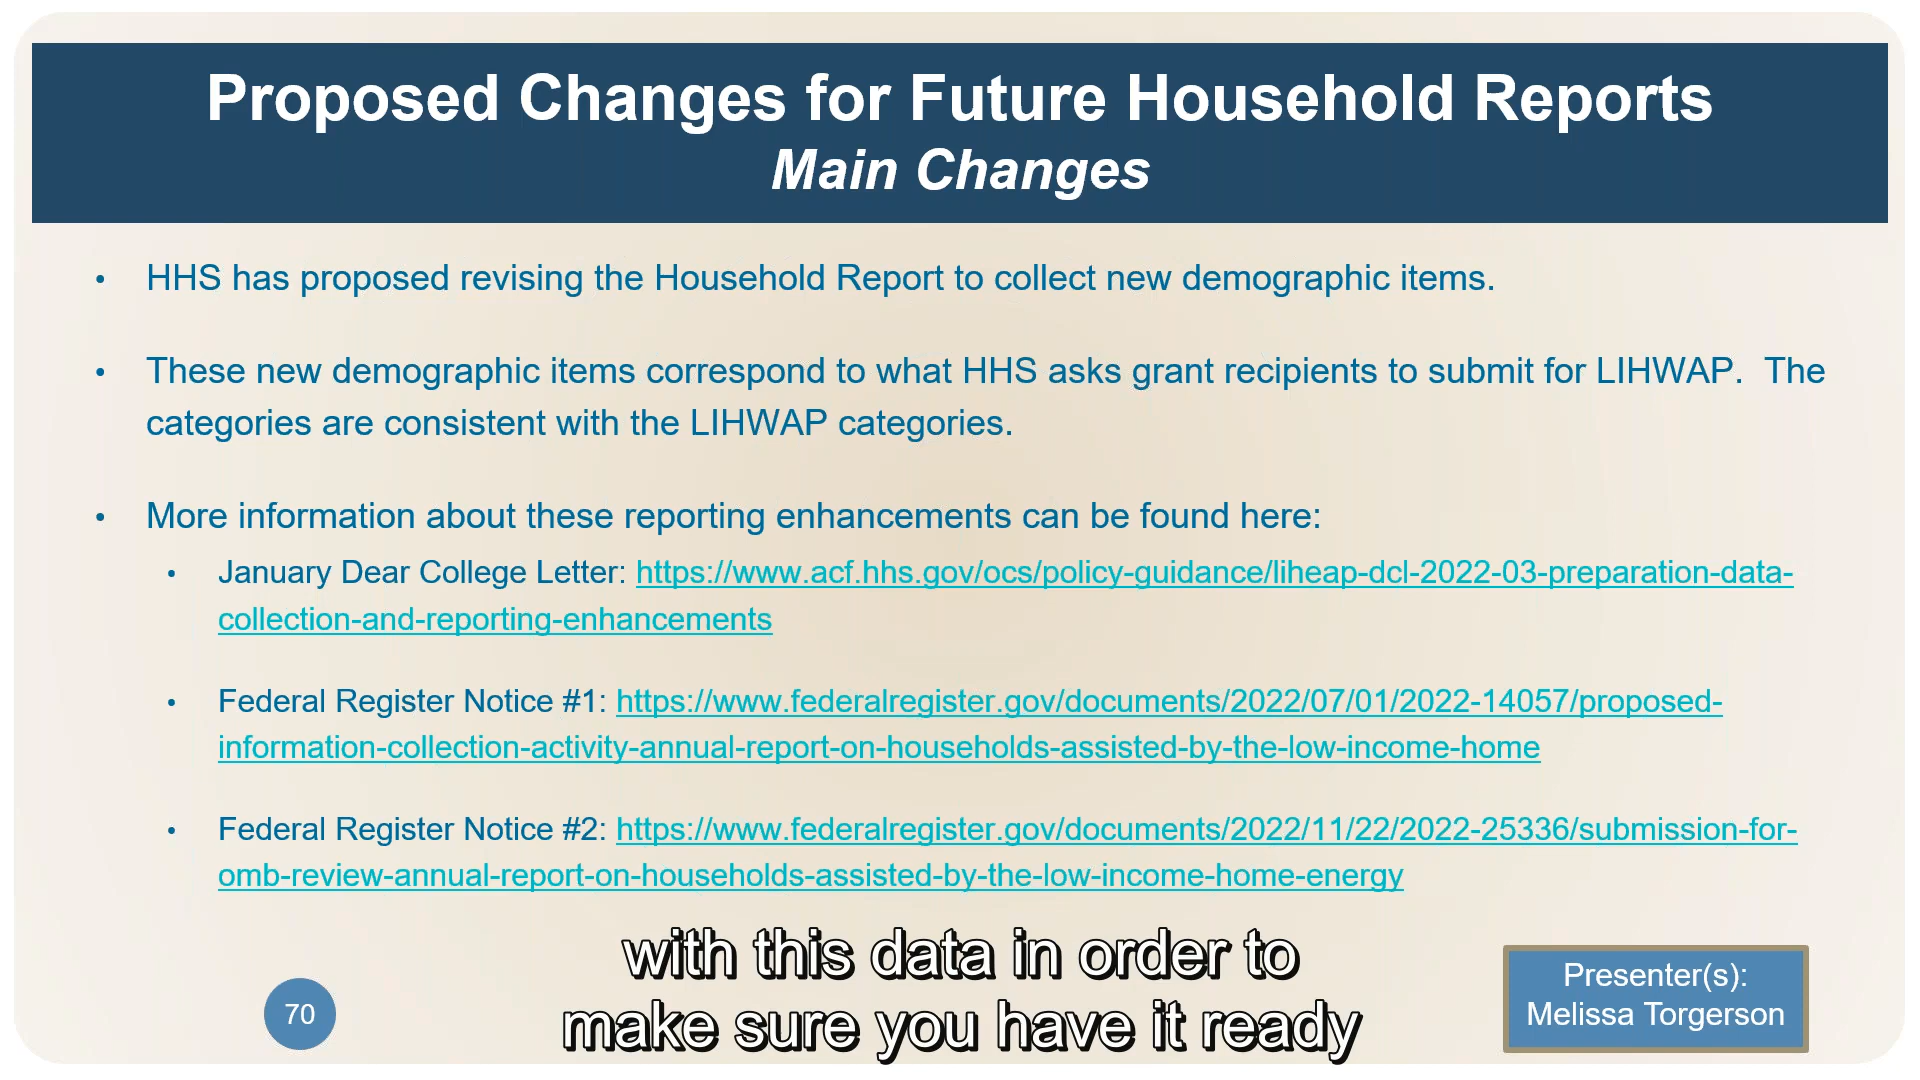 Proposed Changes for Future Household Reports
Main Changes
• HHS has proposed revising the Household Report to collect new demographic items.
• These new demographic items correspond to what HHS asks grant recipients to submit for LIHWAP.  The
categories are consistent with the LIHWAP categories.
• More information about these reporting enhancements can be found here:
• January Dear College Letter: https://www.acf.hhs.gov/ocs/policy-guidance/liheap-dcl-2022-03-preparation-data-
collection-and-reporting-enhancements
• Federal Register Notice #1: https://www.federalregister.gov/documents/2022/07/01/2022-14057/proposed-
information-collection-activity-annual-report-on-households-assisted-by-the-low-income-home
• Federal Register Notice #2: https://www.federalregister.gov/documents/2022/11/22/2022-25336/submission-for-
omb-review-annual-report-on-households-assisted-by-the-low-income-home-energy
with this data in order to
make sure you have it ready
70
Presenter(s):
Melissa Torgerson